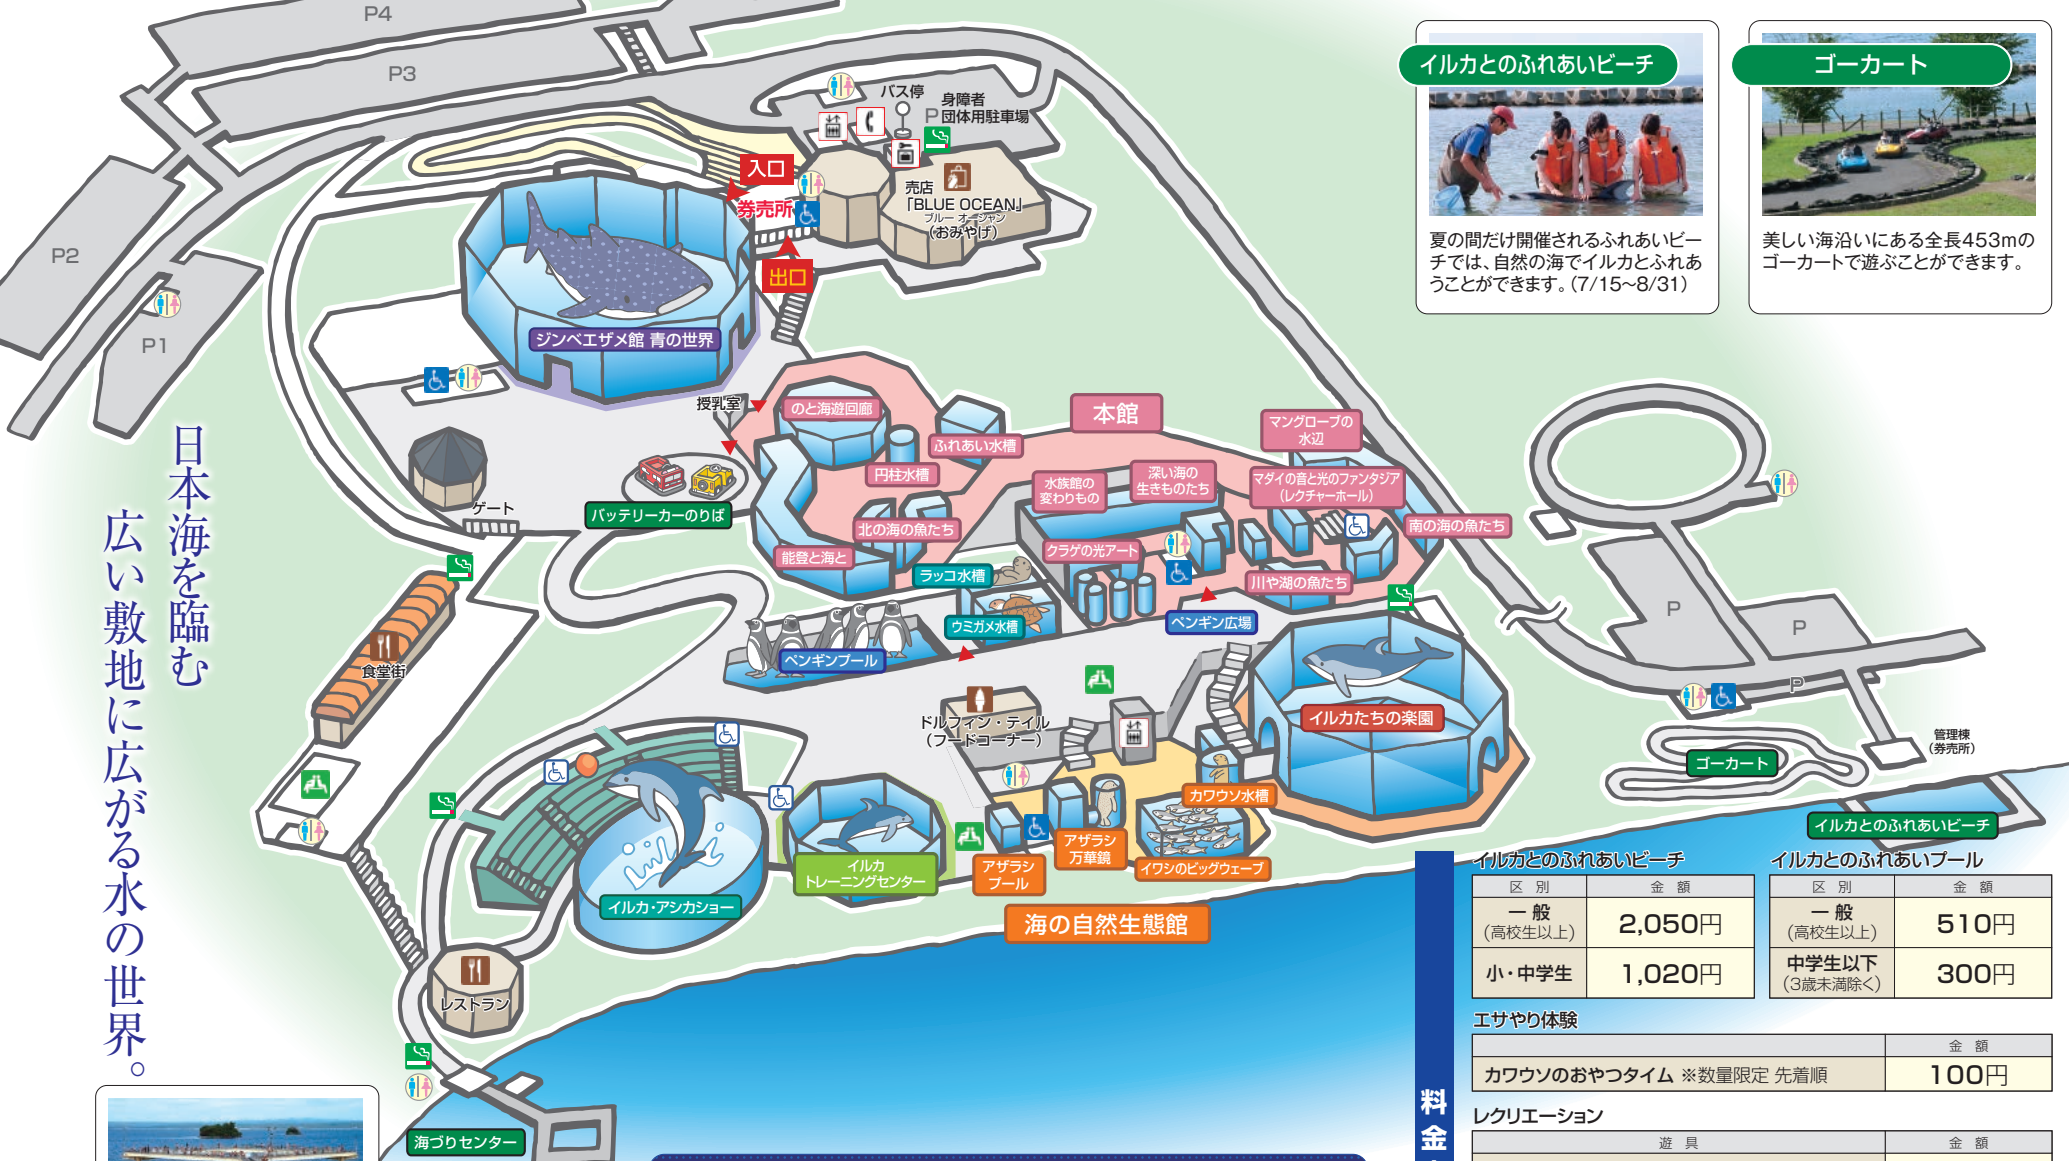 P4
P3
P2
P1
バス停
身障者
P団体用駐車場
入口
券売所
売店
「BLUE OCEAN」
ブルー オーシャン
(おみやげ)
出口
ジンベエザメ館 青の世界
授乳室
のと海遊回廊
ふれあい水槽
円柱水槽
本館
マングローブの
水辺
水族館の
変わりもの
深い海の
生きものたち
マダイの音と光のファンタジア
(レクチャーホール)
南の海の魚たち
北の海の魚たち
能登と海と
クラゲの光アート
川や湖の魚たち
ラッコ水槽
ウミガメ水槽
ペンギン広場
ペンギンプール
バッテリーカーのりば
ゲート
食堂街
ドルフィン・テイル
(フードコーナー)
イルカたちの楽園
カワウソ水槽
イワシのビッグウェーブ
アザラシ
万華鏡
アザラシ
プール
イルカ
トレーニングセンター
イルカ・アシカショー
海の自然生態館
レストラン
海づりセンター
P
P
P
管理棟
(券売所)
ゴーカート
イルカとのふれあいビーチ
日本海を臨む
広い敷地に広がる水の世界。
イルカとのふれあいビーチ
夏の間だけ開催されるふれあいビー
チでは、自然の海でイルカとふれあ
うことができます。(7/15〜8/31)
ゴーカート
美しい海沿いにある全長453mの
ゴーカートで遊ぶことができます。
料金
イルカとのふれあいビーチ
区 別 金 額
一 般
(高校生以上) 2,050円
小・中学生 1,020円
イルカとのふれあいプール
区 別 金 額
一 般
(高校生以上) 510円
中学生以下
(3歳未満除く) 300円
エサやり体験
金 額
カワウソのおやつタイム ※数量限定 先着順 100円
レクリエーション
遊 具 金 額